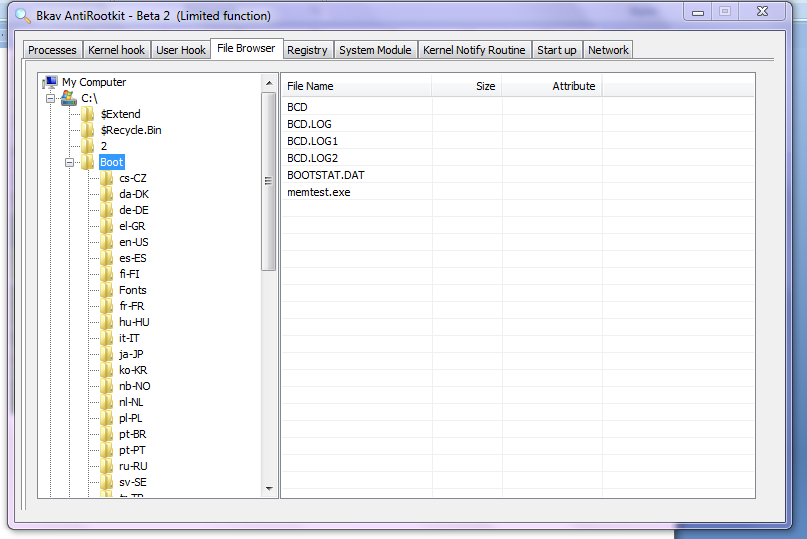 Bkav AntiRootkit - Beta 2 (Limited function)
Processes Kernel hook User Hook File Browser Registry System Module Kernel Notify Routine Start up Network
My Computer
C:\
$Extend
$Recycle.Bin
2
Boot
cs-CZ
da-DK
de-DE
el-GR
en-US
es-ES
fi-FI
Fonts
fr-FR
hu-HU
it-IT
ja-JP
ko-KR
nb-NO
nl-NL
pl-PL
pt-BR
pt-PT
ru-RU
sv-SE
tr-TR
File Name Size Attribute
BCD
BCD.LOG
BCD.LOG1
BCD.LOG2
BOOTSTAT.DAT
memtest.exe